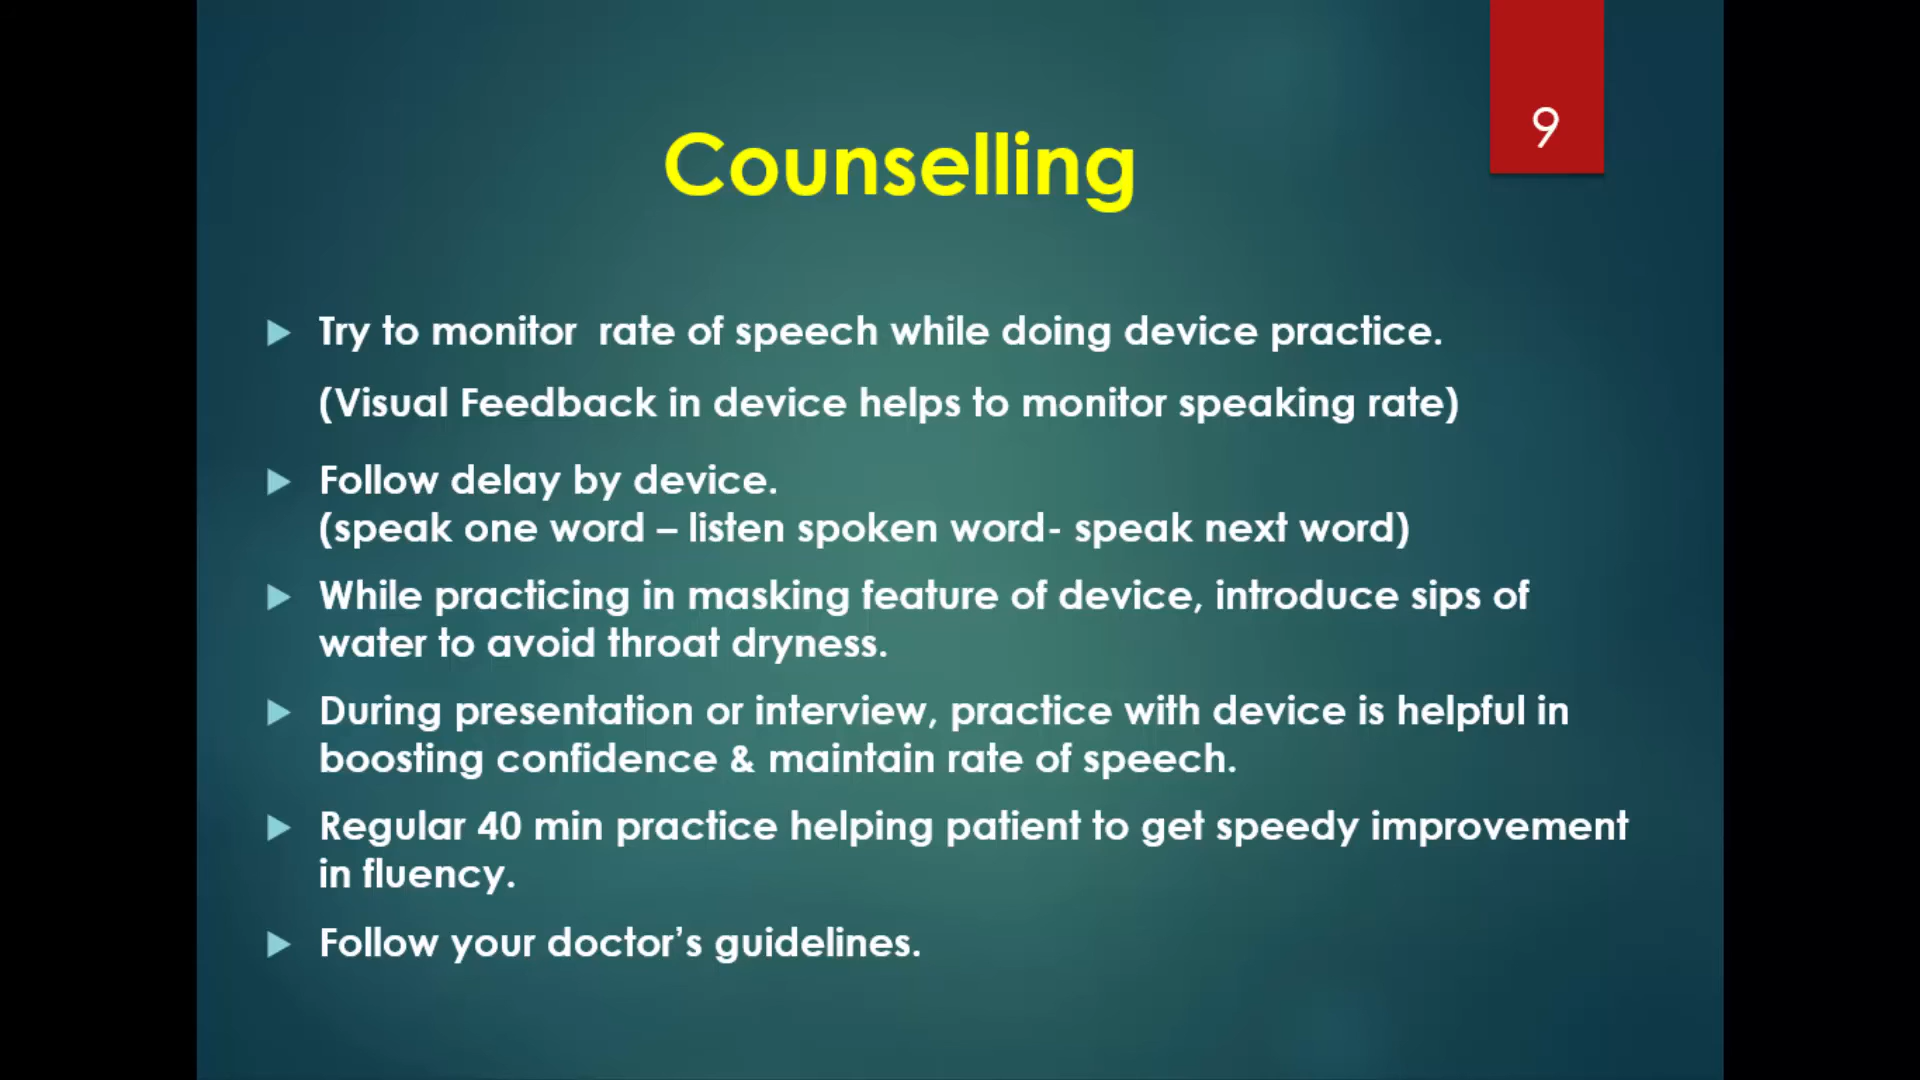 9
Counselling
Try to monitor  rate of speech while doing device practice.
(Visual Feedback in device helps to monitor speaking rate)
Follow delay by device.
(speak one word – listen spoken word- speak next word)
While practicing in masking feature of device, introduce sips of
water to avoid throat dryness.
During presentation or interview, practice with device is helpful in
boosting confidence & maintain rate of speech.
Regular 40 min practice helping patient to get speedy improvement
in fluency.
Follow your doctor’s guidelines.